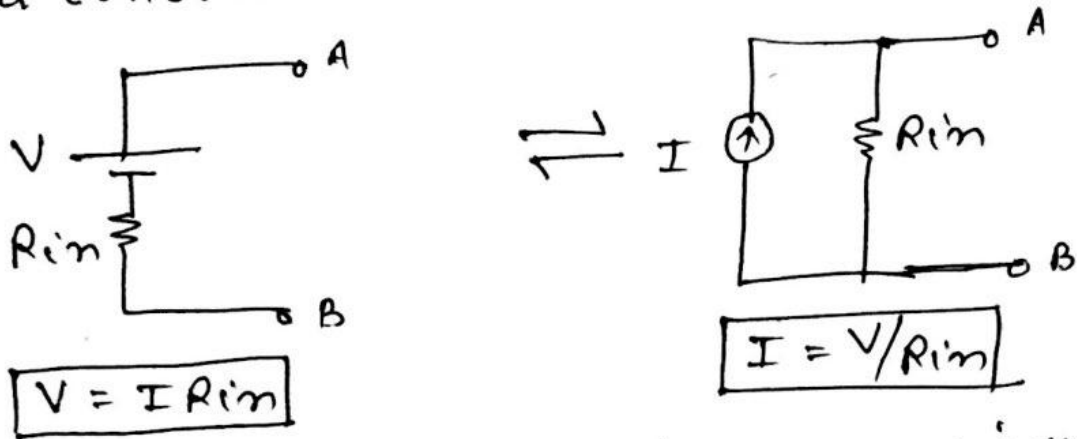 A
V
Rin
B
V = I Rin
A
I
Rin
B
I = V/Rin